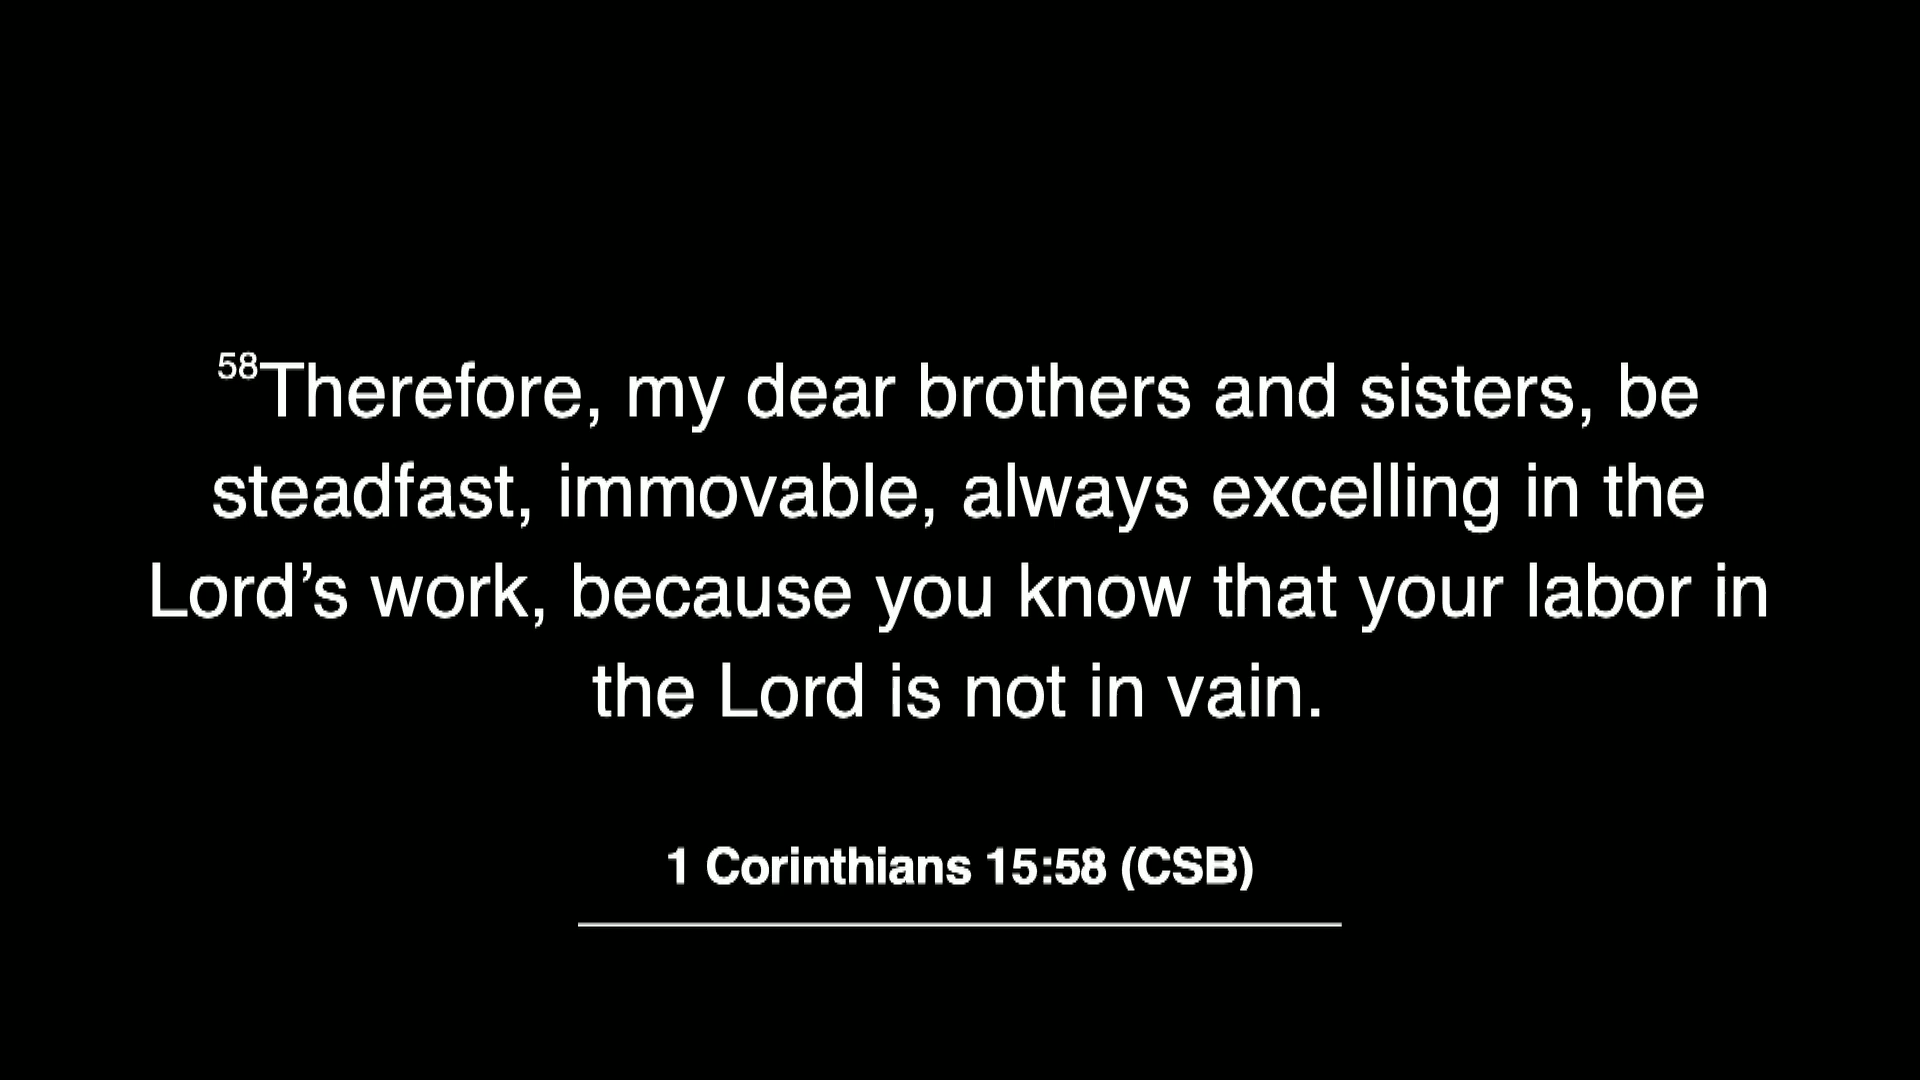 58Therefore, my dear brothers and sisters, be
steadfast, immovable, always excelling in the
Lord’s work, because you know that your labor in
the Lord is not in vain.
1 Corinthians 15:58 (CSB)